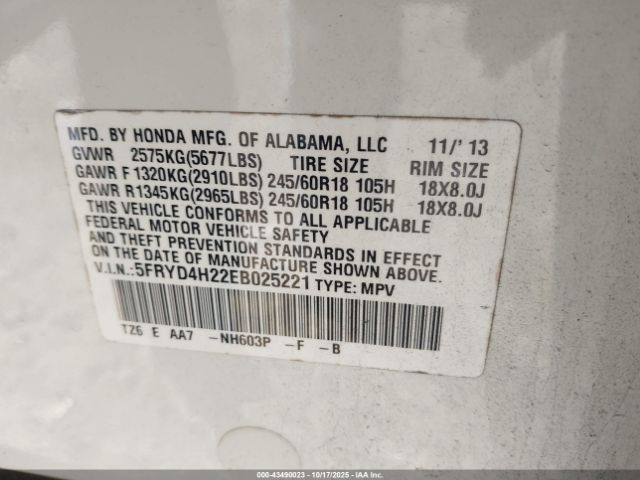 MFD. BY HONDA MFG. OF ALABAMA, LLC 11/' 13
GVWR 2575KG(5677LBS) TIRE SIZE RIM SIZE
GAWR F 1320KG(2910LBS) 245/60R18 105H 18X8.0J
GAWR R1345KG(2965LBS) 245/60R18 105H 18X8.0J
THIS VEHICLE CONFORMS TO ALL APPLICABLE
FEDERAL MOTOR VEHICLE SAFETY
AND THEFT PREVENTION STANDARDS IN EFFECT
ON THE DATE OF MANUFACTURE SHOWN ABOVE.
V.I.N.:5FRYD4H22EB025221 TYPE: MPV
TZ6 E AA7 -NH603P -F -B
000-43490023 | 10/17/2025 | IAAI.COM